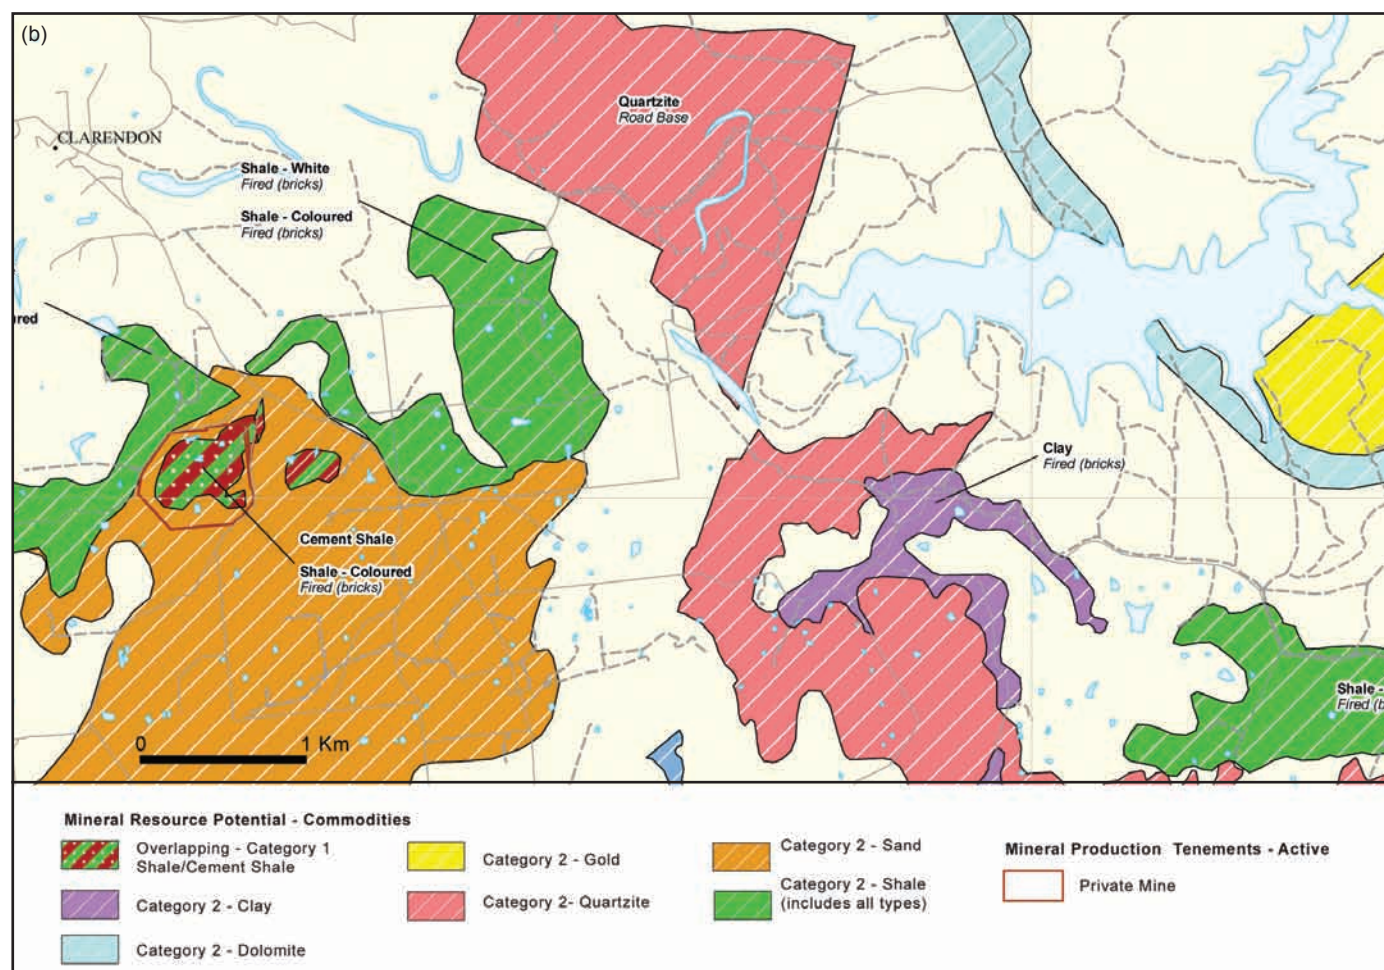 (b)
Quartzite
Road Base
CLARENDON
Shale - White
Fired (bricks)
Shale - Coloured
Fired (bricks)
ured
Clay
Fired (bricks)
Cement Shale
Shale - Coloured
Fired (bricks)
Shale -
Fired (b
0 1 Km
Mineral Resource Potential - Commodities
Overlapping - Category 1
Shale/Cement Shale
Category 2 - Clay
Category 2 - Dolomite
Category 2 - Gold
Category 2- Quartzite
Category 2 - Sand
Category 2 - Shale
(includes all types)
Mineral Production Tenements - Active
Private Mine